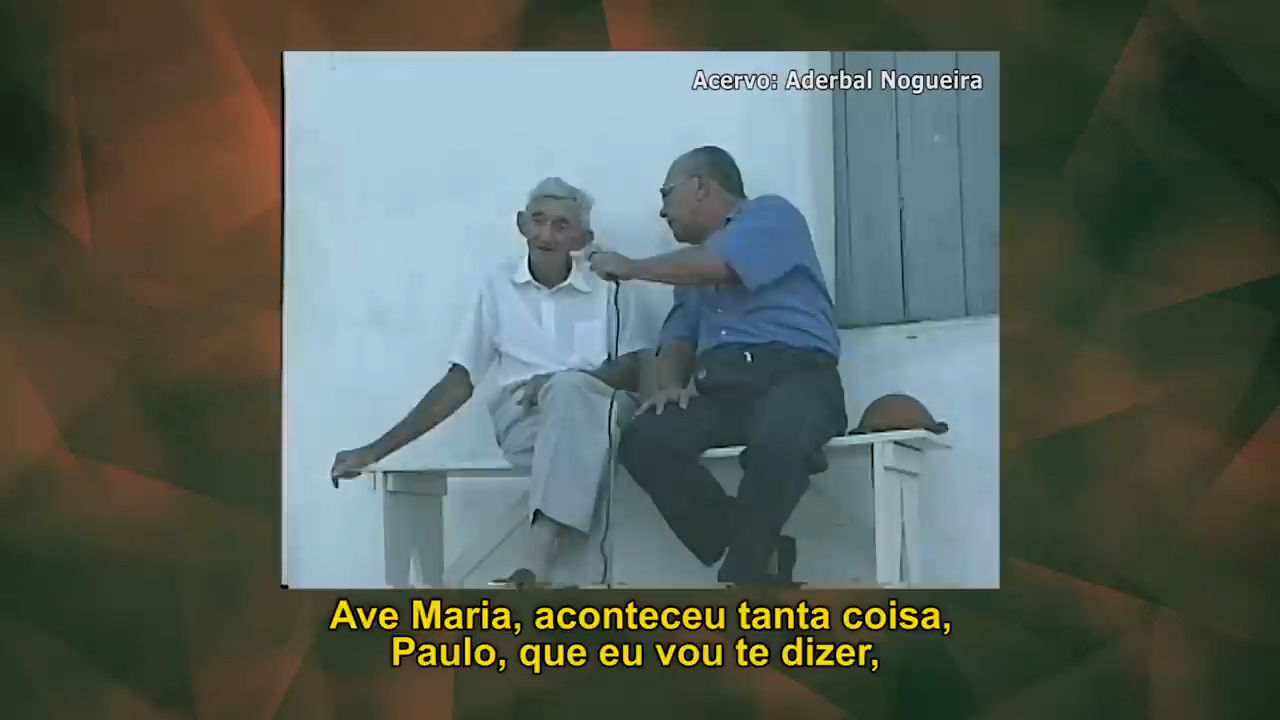 Acervo: Aderbal Nogueira
Ave Maria, aconteceu tanta coisa,
Paulo, que eu vou te dizer,